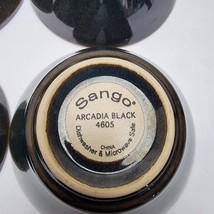 Sango
ARCADIA BLACK
4605
CHINA
Dishwasher & Microwave Safe